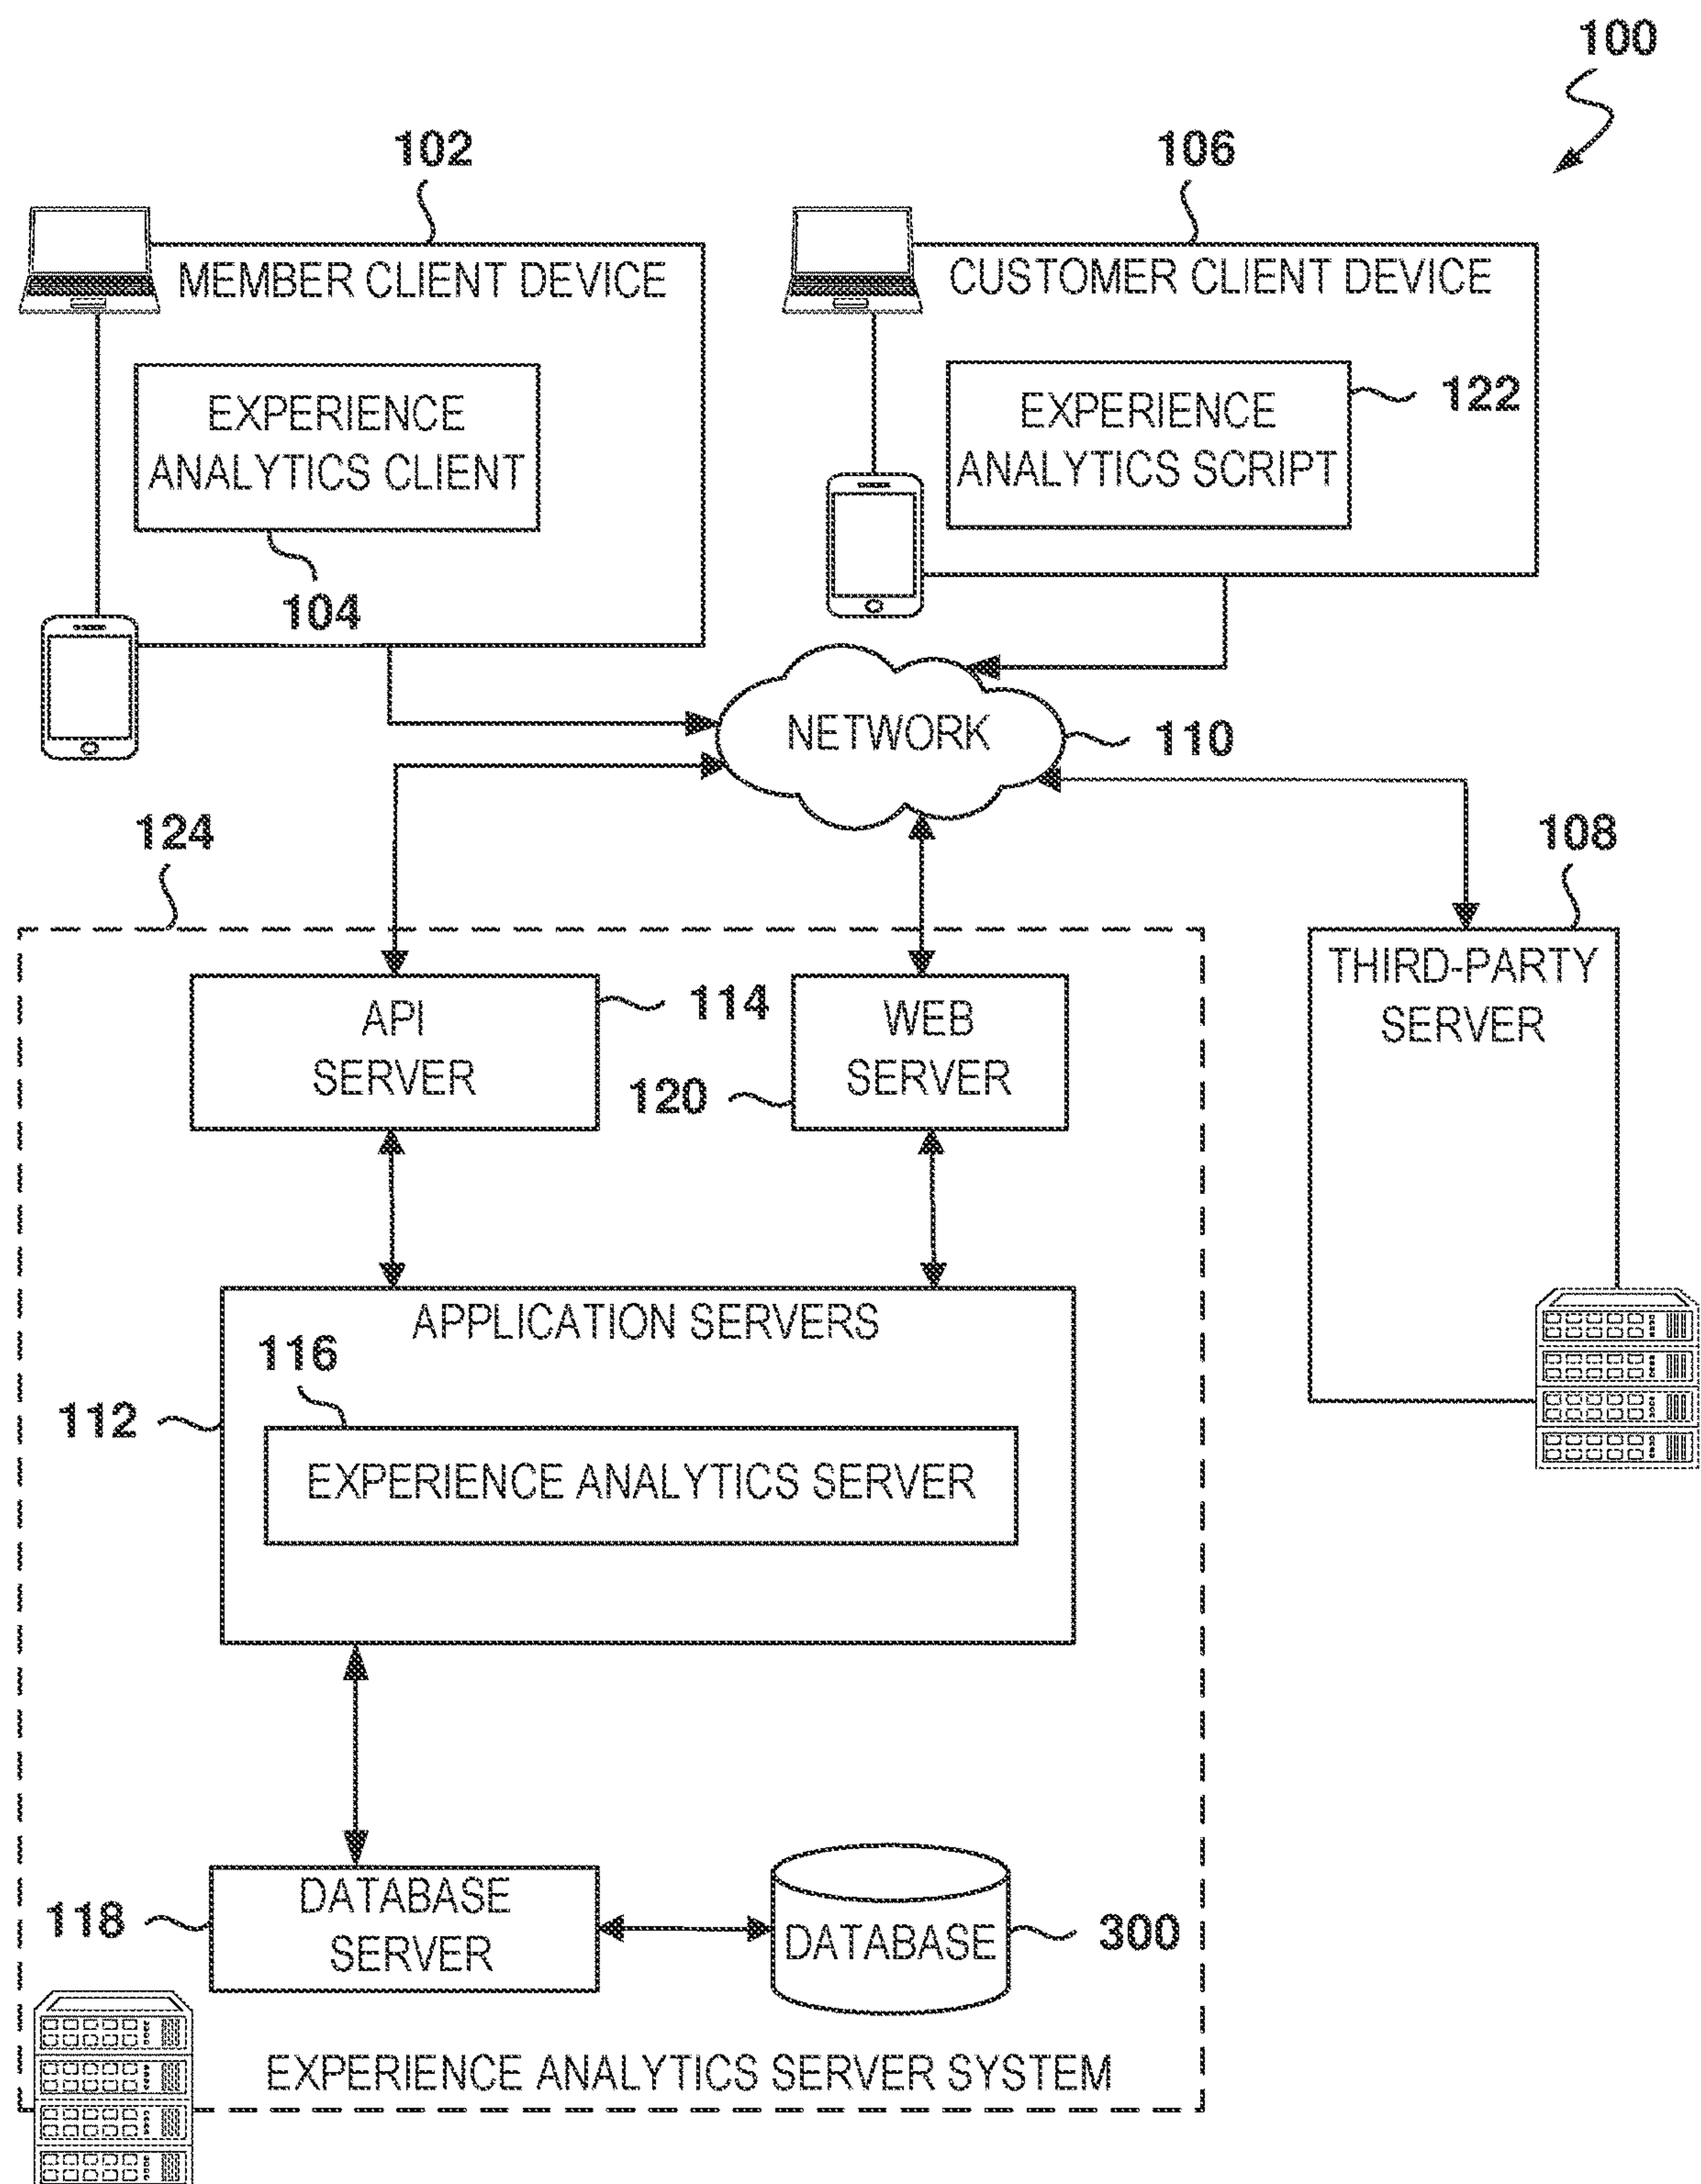 100
102
106
MEMBER CLIENT DEVICE
CUSTOMER CLIENT DEVICE
EXPERIENCE
ANALYTICS CLIENT
104
EXPERIENCE
ANALYTICS SCRIPT
122
NETWORK
110
124
108
API
SERVER
114
WEB
SERVER
120
THIRD-PARTY
SERVER
APPLICATION SERVERS
116
112
EXPERIENCE ANALYTICS SERVER
118
DATABASE
SERVER
DATABASE
300
EXPERIENCE ANALYTICS SERVER SYSTEM